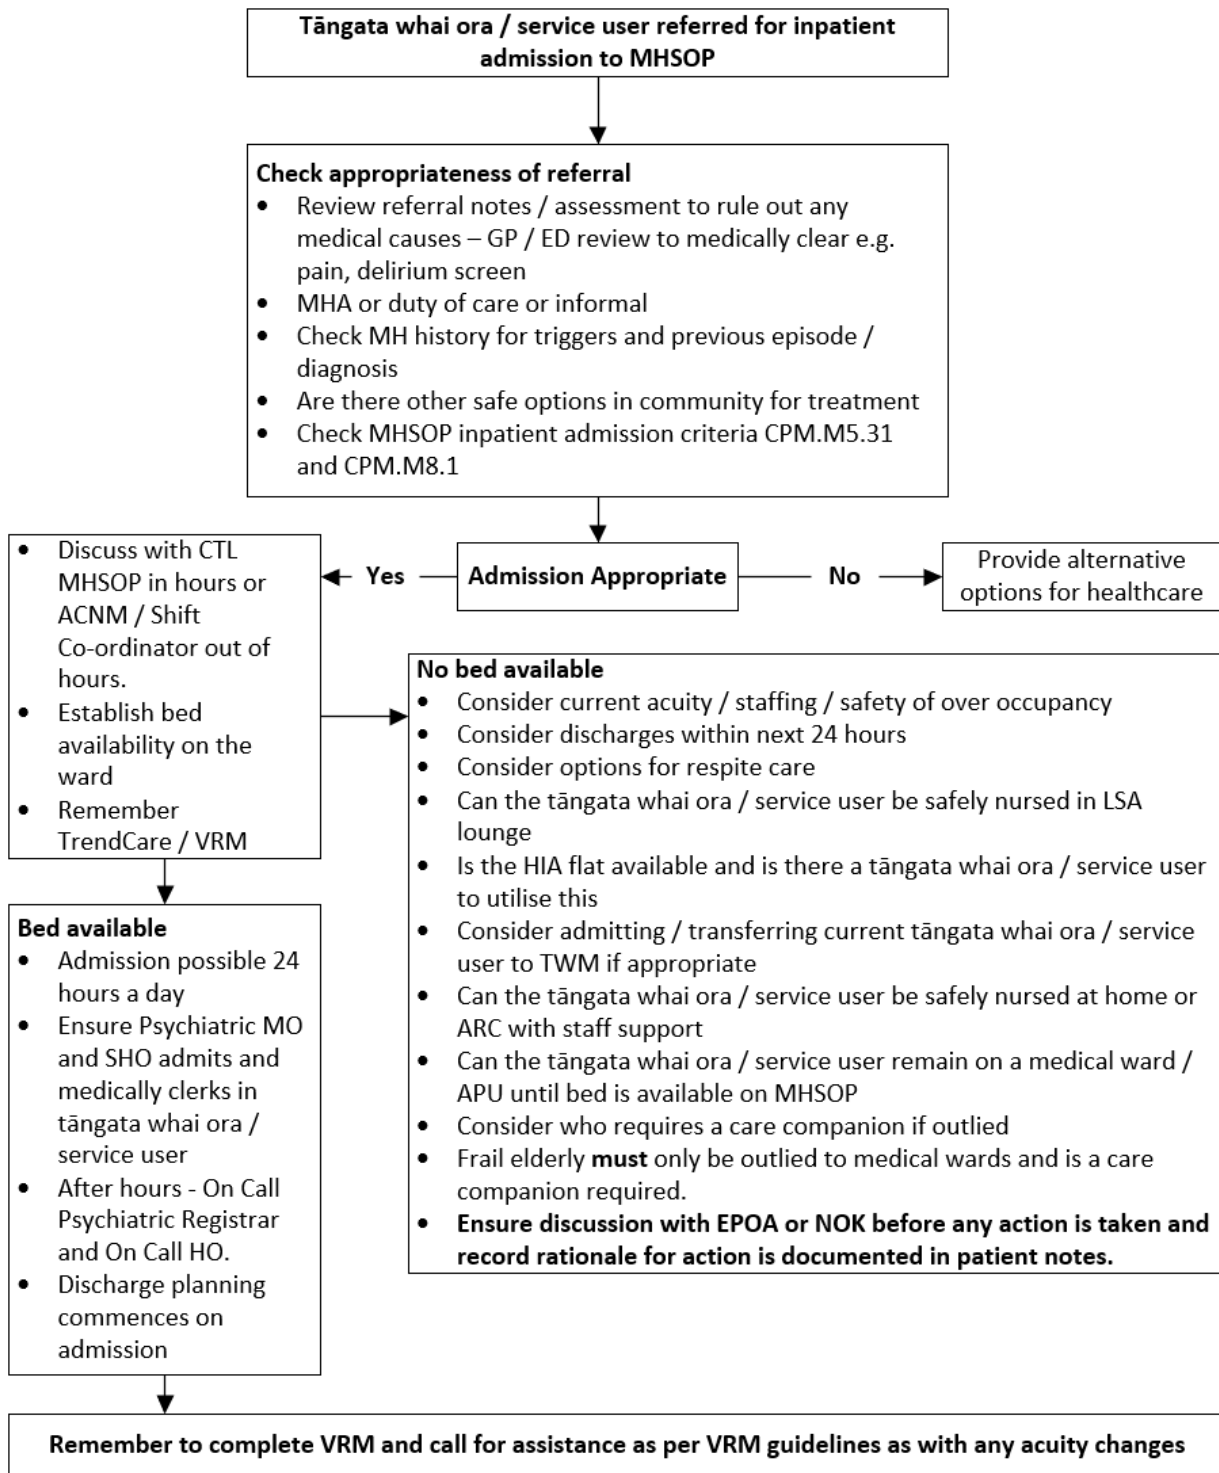 Tāngata whai ora / service user referred for inpatient
admission to MHSOP
Check appropriateness of referral
• Review referral notes / assessment to rule out any
medical causes – GP / ED review to medically clear e.g.
pain, delirium screen
• MHA or duty of care or informal
• Check MH history for triggers and previous episode /
diagnosis
• Are there other safe options in community for treatment
• Check MHSOP inpatient admission criteria CPM.M5.31
and CPM.M8.1
Admission Appropriate
Yes
No
Provide alternative
options for healthcare
• Discuss with CTL
MHSOP in hours or
ACNM / Shift
Co-ordinator out of
hours.
• Establish bed
availability on the
ward
• Remember
TrendCare / VRM
No bed available
• Consider current acuity / staffing / safety of over occupancy
• Consider discharges within next 24 hours
• Consider options for respite care
• Can the tāngata whai ora / service user be safely nursed in LSA
lounge
• Is the HIA flat available and is there a tāngata whai ora / service user
to utilise this
• Consider admitting / transferring current tāngata whai ora / service
user to TWM if appropriate
• Can the tāngata whai ora / service user be safely nursed at home or
ARC with staff support
• Can the tāngata whai ora / service user remain on a medical ward /
APU until bed is available on MHSOP
• Consider who requires a care companion if outlied
• Frail elderly must only be outlied to medical wards and is a care
companion required.
• Ensure discussion with EPOA or NOK before any action is taken and
record rationale for action is documented in patient notes.
Bed available
• Admission possible 24
hours a day
• Ensure Psychiatric MO
and SHO admits and
medically clerks in
tāngata whai ora /
service user
• After hours - On Call
Psychiatric Registrar
and On Call HO.
• Discharge planning
commences on
admission
Remember to complete VRM and call for assistance as per VRM guidelines as with any acuity changes